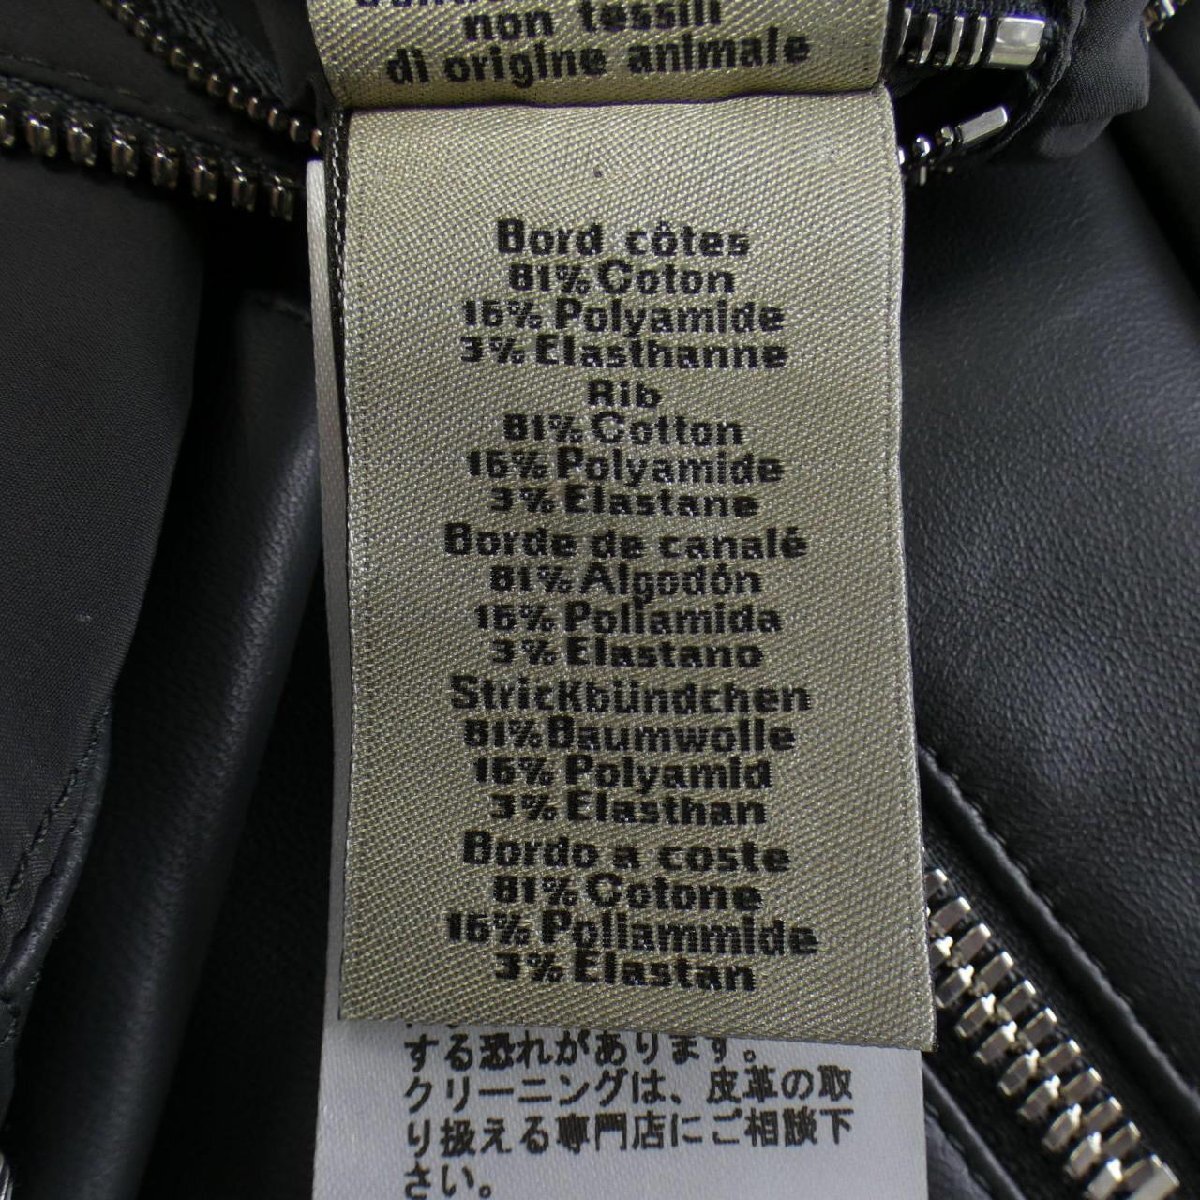 non tessili
di origine animale
Bord côtes
81% Coton
16% Polyamide
3% Elasthanne
Rib
81% Cotton
16% Polyamide
3% Elastane
Borde de canalé
81% Algodón
16% Poliamida
3% Elastano
Strickbündchen
81% Baumwolle
16% Polyamid
3% Elasthan
Bordo a coste
81% Cotone
16% Poliammide
3% Elastan
する恐れがあります。
クリーニングは、皮革の取
り扱える専門店にご相談下
さい。